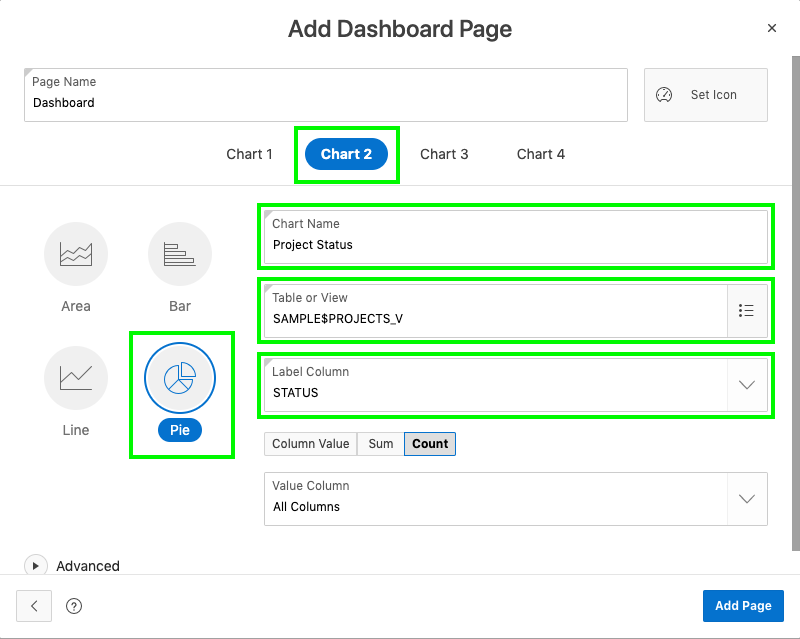 Add Dashboard Page
Page Name
Dashboard
Set Icon
Chart 1 Chart 2 Chart 3 Chart 4
Area Bar
Line Pie
Chart Name
Project Status
Table or View
SAMPLE$PROJECTS_V
Label Column
STATUS
Column Value Sum Count
Value Column
All Columns
Advanced
?
Add Page